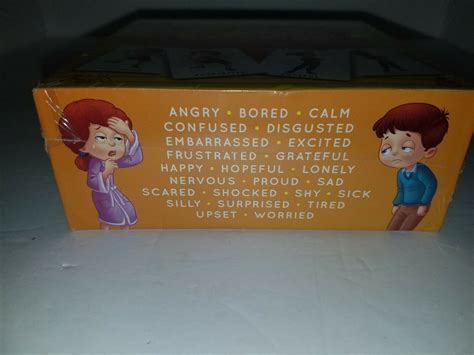 ANGRY • BORED • CALM
CONFUSED • DISGUSTED
EMBARRASSED • EXCITED
FRUSTRATED • GRATEFUL
HAPPY • HOPEFUL • LONELY
NERVOUS • PROUD • SAD
SCARED • SHOCKED • SHY • SICK
SILLY • SURPRISED • TIRED
UPSET • WORRIED